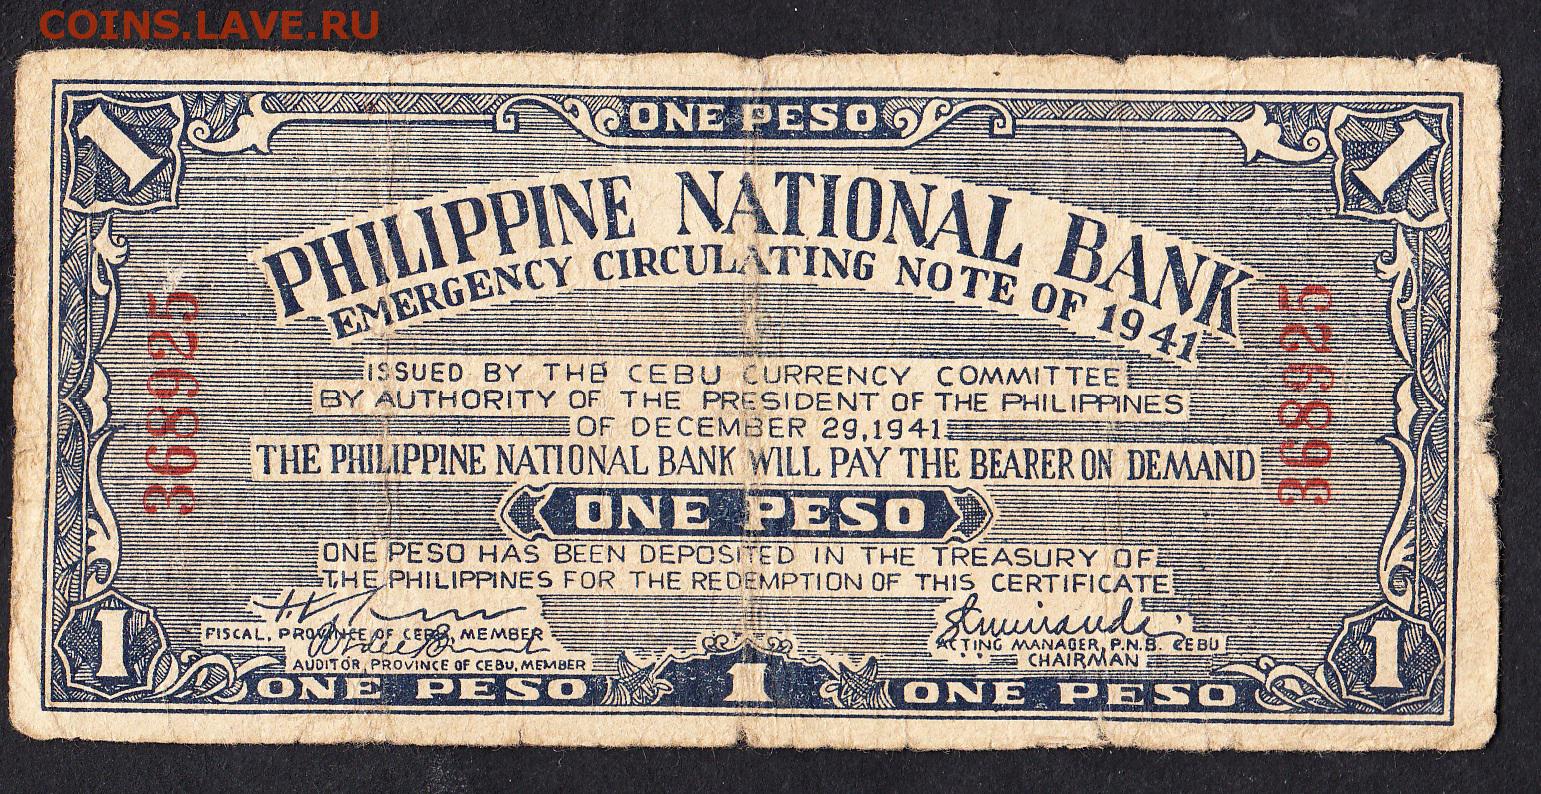 COINS.LAVE.RU
1
ONE PESO
1
PHILIPPINE NATIONAL BANK
EMERGENCY CIRCULATING NOTE OF 1941
368925
368925
ISSUED BY THE CEBU CURRENCY COMMITTEE
BY AUTHORITY OF THE PRESIDENT OF THE PHILIPPINES
OF DECEMBER 29, 1941
THE PHILIPPINE NATIONAL BANK WILL PAY THE BEARER ON DEMAND
ONE PESO
ONE PESO HAS BEEN DEPOSITED IN THE TREASURY OF
THE PHILIPPINES FOR THE REDEMPTION OF THIS CERTIFICATE
FISCAL, PROVINCE OF CEBU, MEMBER
AUDITOR, PROVINCE OF CEBU, MEMBER
ACTING MANAGER, P.N.B. CEBU
CHAIRMAN
1
ONE PESO
1
ONE PESO
1